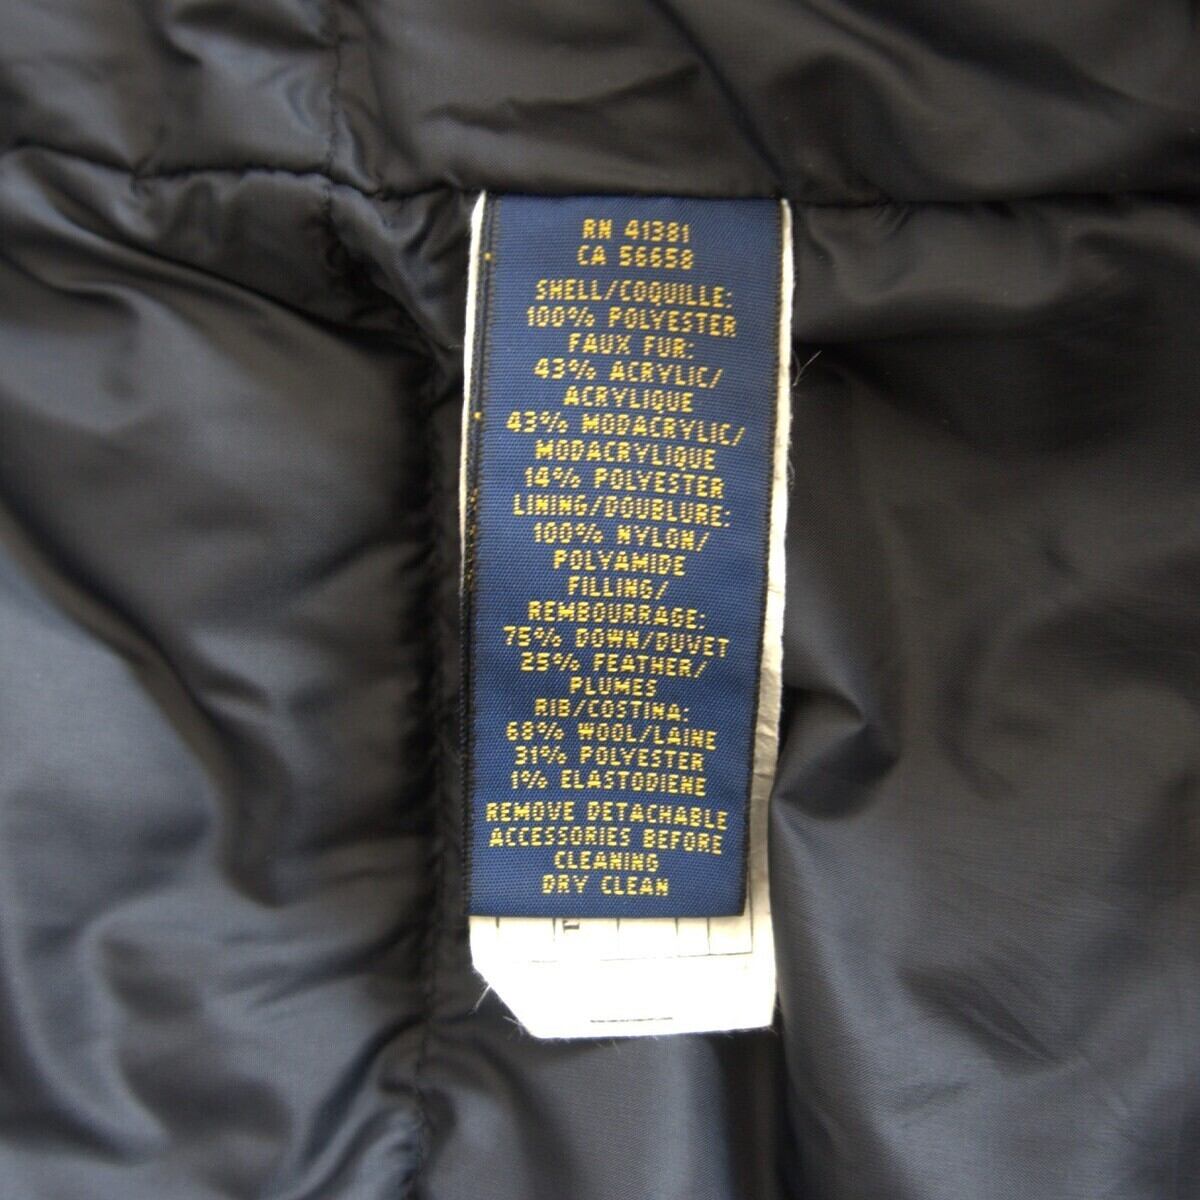 RN 41381
CA 56658
SHELL/COQUILLE:
100% POLYESTER
FAUX FUR:
43% ACRYLIC/
ACRYLIQUE
43% MODACRYLIC/
MODACRYLIQUE
14% POLYESTER
LINING/DOUBLURE:
100% NYLON/
POLYAMIDE
FILLING/
REMBOURRAGE:
75% DOWN/DUVET
25% FEATHER/
PLUMES
RIB/COSTINA:
68% WOOL/LAINE
31% POLYESTER
1% ELASTODIENE
REMOVE DETACHABLE
ACCESSORIES BEFORE
CLEANING
DRY CLEAN